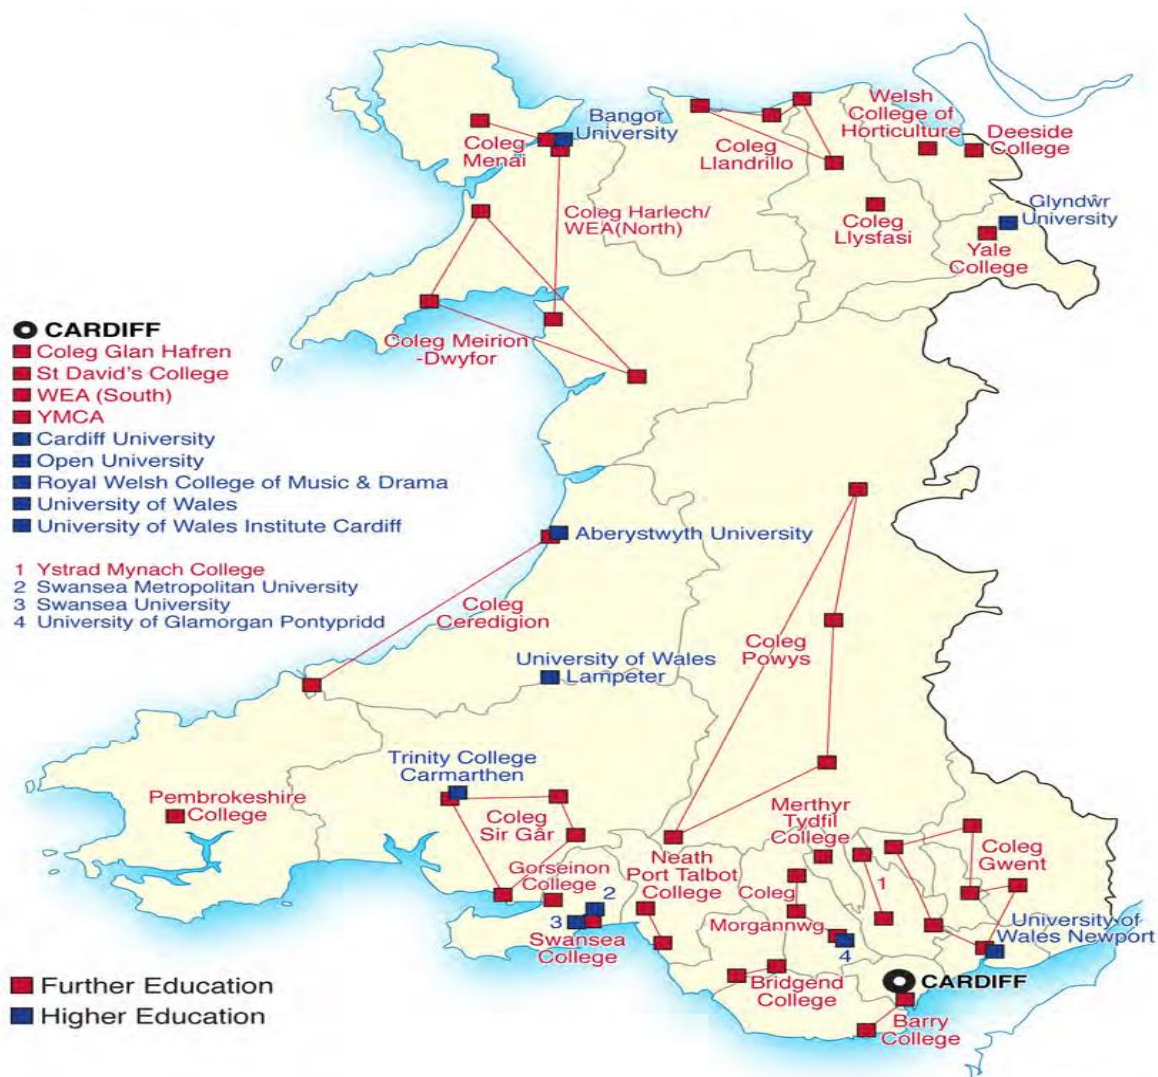 Bangor
University
Coleg
Menai
Coleg
Llandrillo
Welsh
College of
Horticulture
Deeside
College
Coleg Harlech/
WEA(North)
Coleg
Llysfasi
Glyndŵr
University
Yale
College
Coleg Meirion
-Dwyfor
CARDIFF
Coleg Glan Hafren
St David's College
WEA (South)
YMCA
Cardiff University
Open University
Royal Welsh College of Music & Drama
University of Wales
University of Wales Institute Cardiff
1 Ystrad Mynach College
2 Swansea Metropolitan University
3 Swansea University
4 University of Glamorgan Pontypridd
Aberystwyth University
Coleg
Ceredigion
Coleg
Powys
University of Wales
Lampeter
Trinity College
Carmarthen
Pembrokeshire
College
Coleg
Sir Gâr
Gorseinon
College
2
3
Swansea
College
Neath
Port Talbot
College
Merthyr
Tydfil
College
Coleg
Morgannwg
4
1
Coleg
Gwent
University of
Wales Newport
Bridgend
College
CARDIFF
Barry
College
Further Education
Higher Education